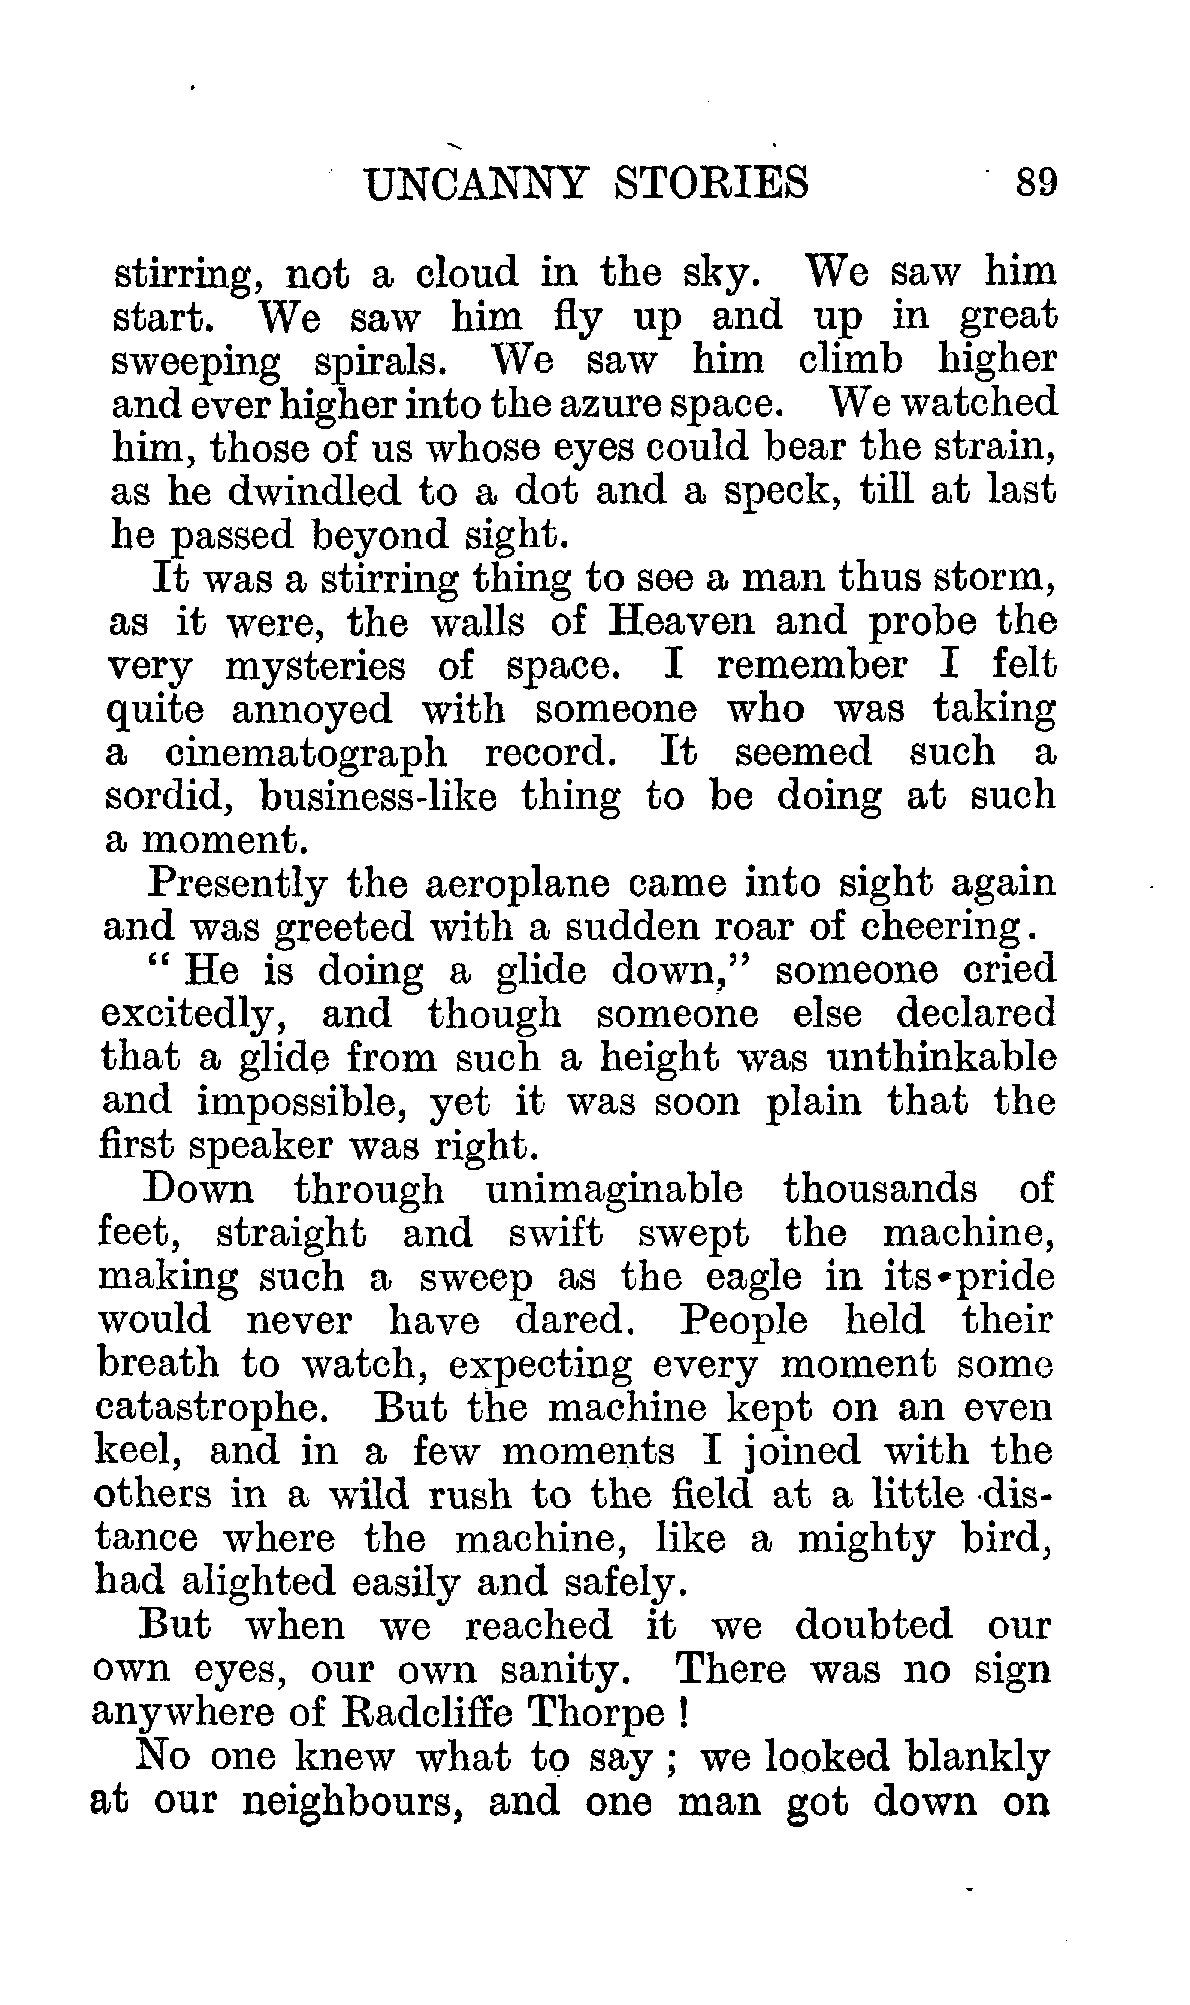 UNCANNY STORIES 89
stirring, not a cloud in the sky. We saw him
start. We saw him fly up and up in great
sweeping spirals. We saw him climb higher
and ever higher into the azure space. We watched
him, those of us whose eyes could bear the strain,
as he dwindled to a dot and a speck, till at last
he passed beyond sight.
It was a stirring thing to see a man thus storm,
as it were, the walls of Heaven and probe the
very mysteries of space. I remember I felt
quite annoyed with someone who was taking
a cinematograph record. It seemed such a
sordid, business-like thing to be doing at such
a moment.
Presently the aeroplane came into sight again
and was greeted with a sudden roar of cheering.
“ He is doing a glide down,” someone cried
excitedly, and though someone else declared
that a glide from such a height was unthinkable
and impossible, yet it was soon plain that the
first speaker was right.
Down through unimaginable thousands of
feet, straight and swift swept the machine,
making such a sweep as the eagle in its pride
would never have dared. People held their
breath to watch, expecting every moment some
catastrophe. But the machine kept on an even
keel, and in a few moments I joined with the
others in a wild rush to the field at a little dis-
tance where the machine, like a mighty bird,
had alighted easily and safely.
But when we reached it we doubted our
own eyes, our own sanity. There was no sign
anywhere of Radcliffe Thorpe !
No one knew what to say ; we looked blankly
at our neighbours, and one man got down on